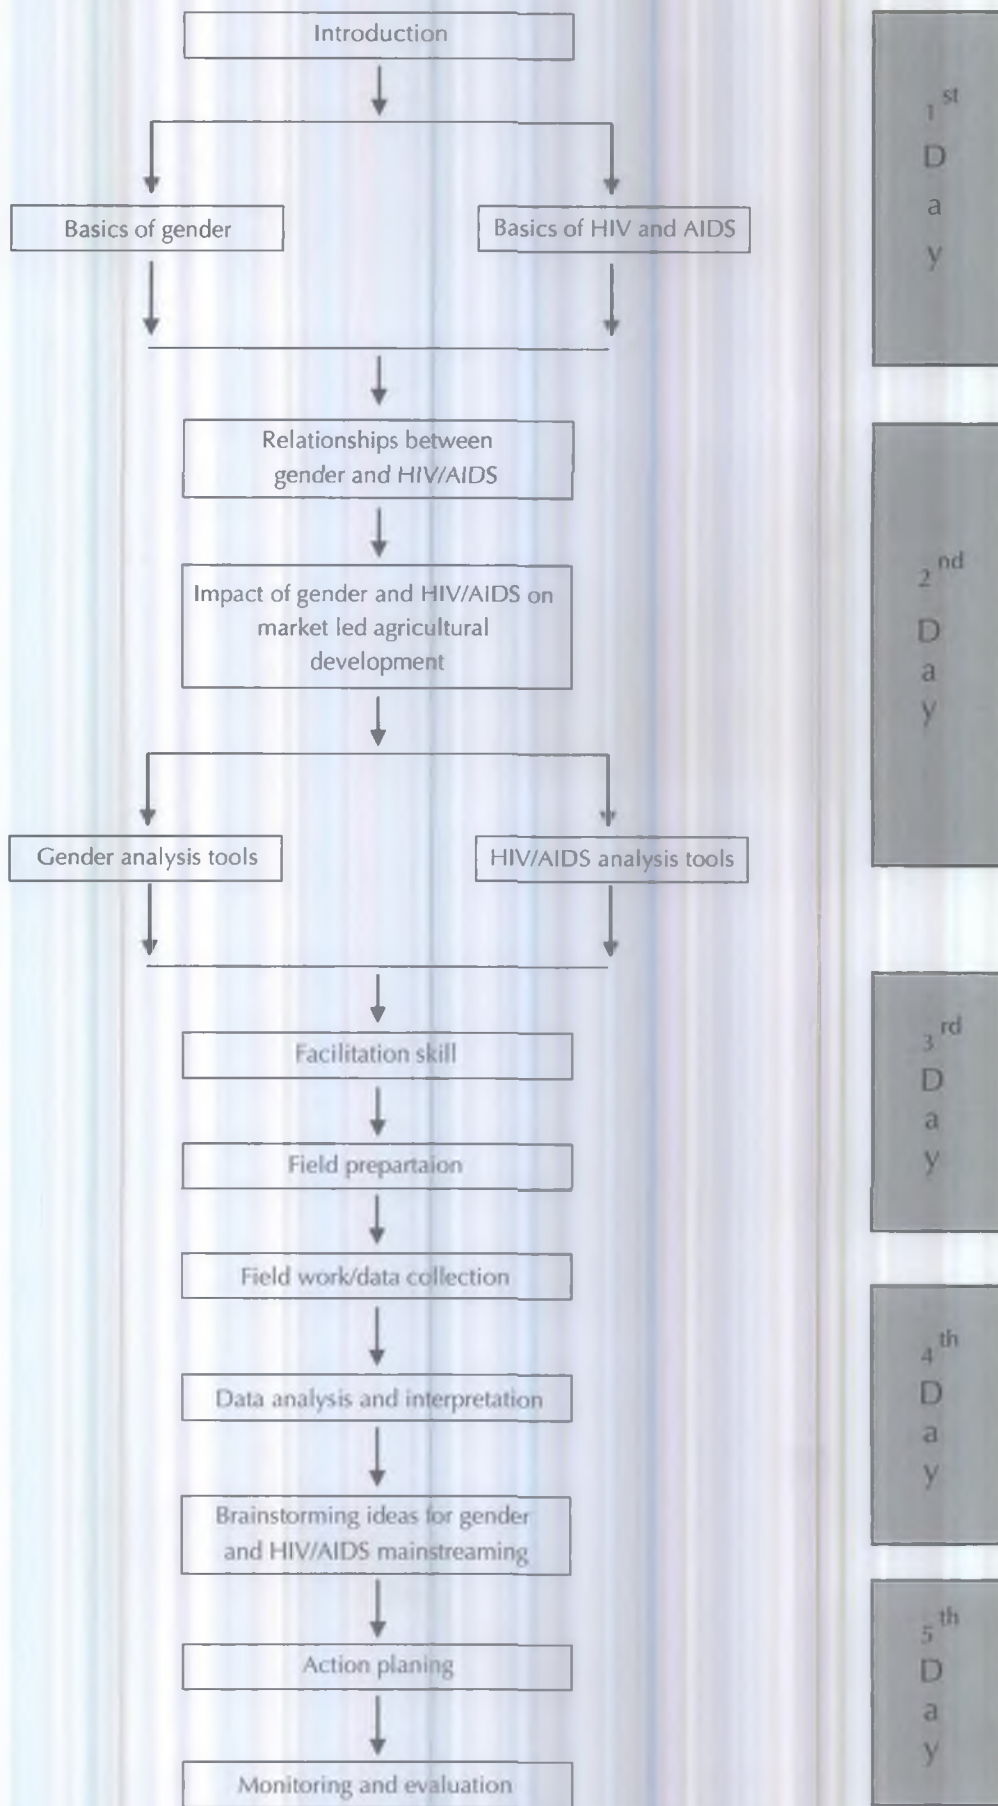 Introduction
Basics of gender
Basics of HIV and AIDS
1st
D
a
y
Relationships between
gender and HIV/AIDS
Impact of gender and HIV/AIDS on
market led agricultural
development
Gender analysis tools
HIV/AIDS analysis tools
2nd
D
a
y
Facilitation skill
Field prepartaion
Field work/data collection
3rd
D
a
y
Data analysis and interpretation
Brainstorming ideas for gender
and HIV/AIDS mainstreaming
4th
D
a
y
Action planing
Monitoring and evaluation
5th
D
a
y